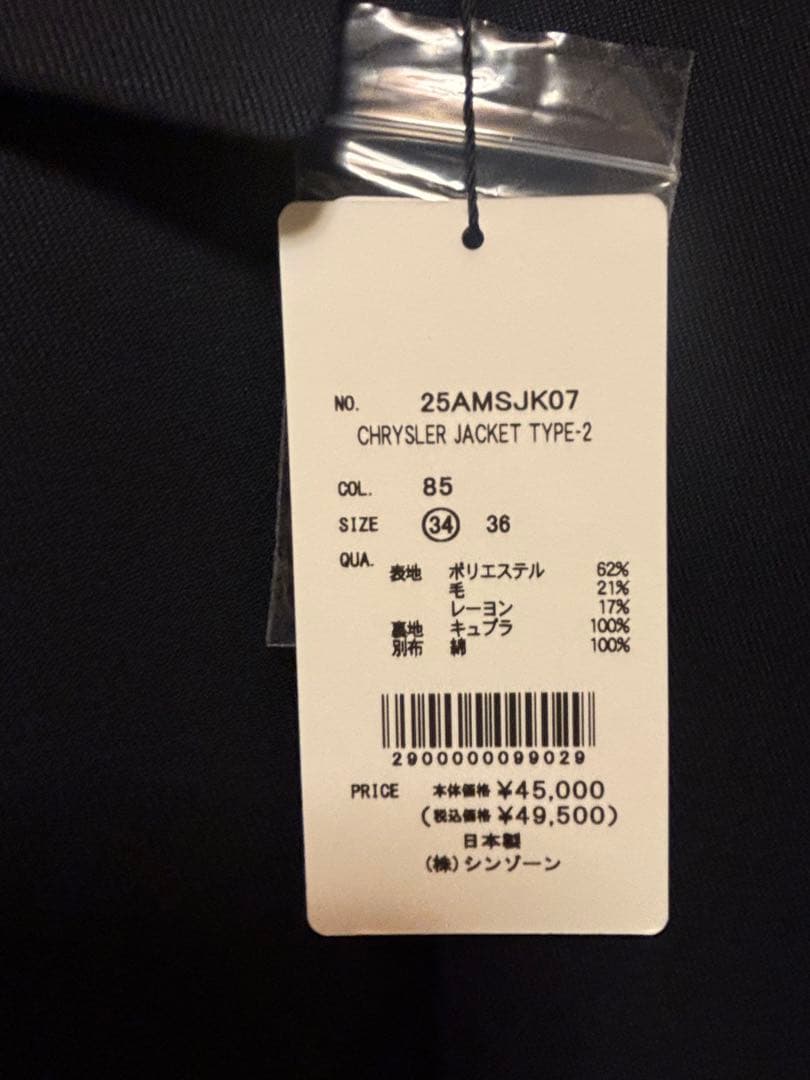 NO. 25AMSJK07
CHRYSLER JACKET TYPE-2
COL. 85
SIZE 34 36
QUA. 表地 ポリエステル 62%
毛 21%
レーヨン 17%
裏地 キュプラ 100%
別布 綿 100%
2900000099029
PRICE 本体価格 ¥45,000
(税込価格 ¥49,500)
日本製
(株)シンゾーン